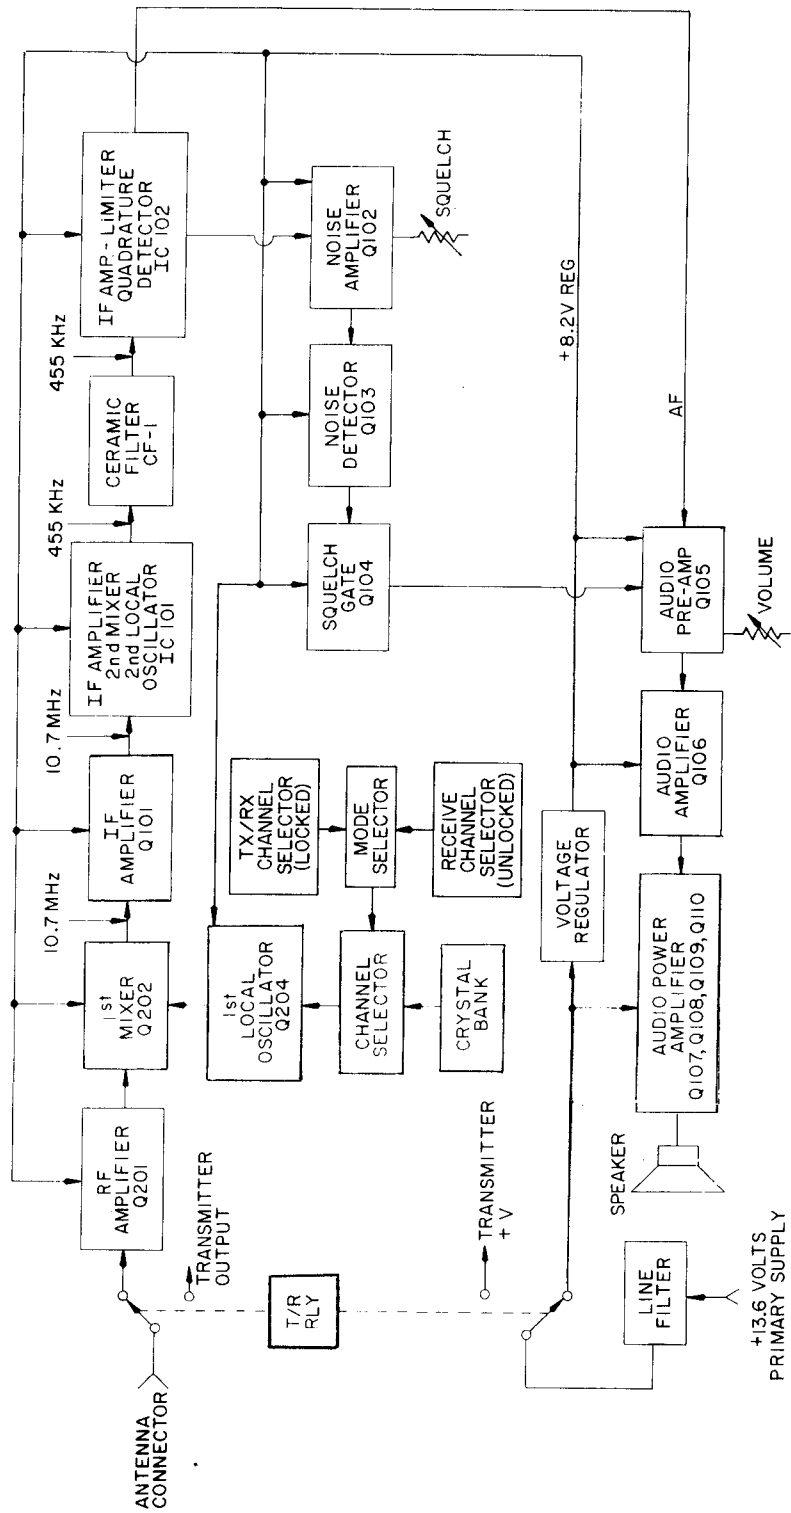 ANTENNA
CONNECTOR
RF
AMPLIFIER
Q201
1st
MIXER
Q202
10.7 MHz
IF
AMPLIFIER
Q101
10.7 MHz
IF AMPLIFIER
2nd MIXER
2nd LOCAL
OSCILLATOR
IC 101
455 KHz
CERAMIC
FILTER
CF-1
455 KHz
IF AMP.-LIMITER
QUADRATURE
DETECTOR
IC 102
TRANSMITTER
OUTPUT
1st
LOCAL
OSCILLATOR
Q204
TX/RX
CHANNEL
SELECTOR
(LOCKED)
MODE
SELECTOR
RECEIVE
CHANNEL
SELECTOR
(UNLOCKED)
CHANNEL
SELECTOR
CRYSTAL
BANK
SQUELCH
GATE
Q104
NOISE
DETECTOR
Q103
NOISE
AMPLIFIER
Q102
SQUELCH
T/R
RLY
TRANSMITTER
+ V
VOLTAGE
REGULATOR
+8.2V REG
AF
LINE
FILTER
+13.6 VOLTS
PRIMARY SUPPLY
SPEAKER
AUDIO POWER
AMPLIFIER
Q107,Q108,Q109,Q110
AUDIO
AMPLIFIER
Q106
AUDIO
PRE-AMP
Q105
VOLUME